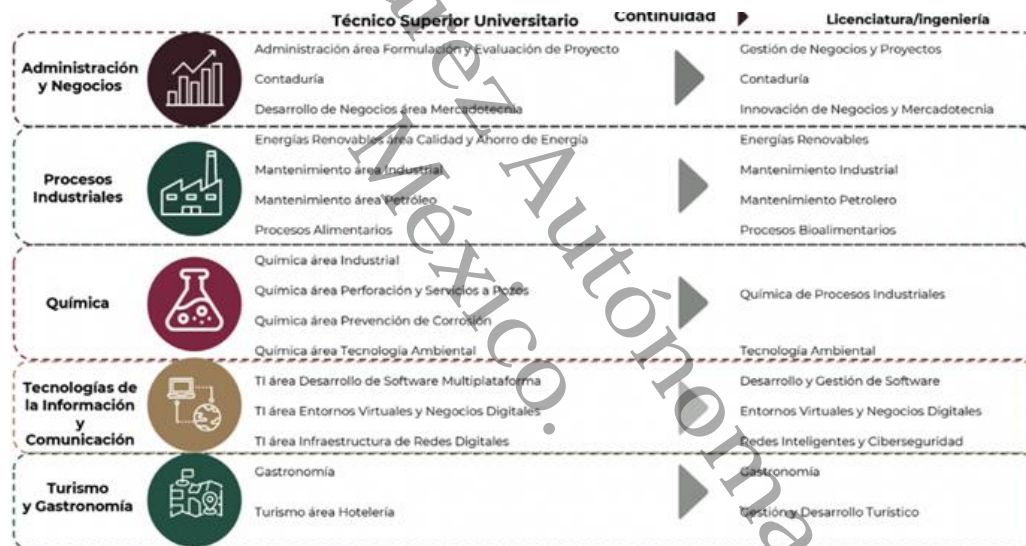 Técnico Superior Universitario
Continuidad
Licenciatura/ingeniería
Administración
y Negocios
Administración área Formulación y Evaluación de Proyecto
Gestión de Negocios y Proyectos
Contaduría
Contaduría
Desarrollo de Negocios área Mercadotecnia
Innovación de Negocios y Mercadotecnia
Procesos
Industriales
Energías Renovables área Calidad y Ahorro de Energía
Energías Renovables
Mantenimiento área Industrial
Mantenimiento Industrial
Mantenimiento área Petróleo
Mantenimiento Petrolero
Procesos Alimentarios
Procesos Bioalimentarios
Química
Química área Industrial
Química área Perforación y Servicios a Pozos
Química de Procesos Industriales
Química área Prevención de Corrosión
Química área Tecnología Ambiental
Tecnología Ambiental
Tecnologías de
la Información
y
Comunicación
TI área Desarrollo de Software Multiplataforma
Desarrollo y Gestión de Software
TI área Entornos Virtuales y Negocios Digitales
Entornos Virtuales y Negocios Digitales
TI área Infraestructura de Redes Digitales
Redes Inteligentes y Ciberseguridad
Turismo
y Gastronomía
Gastronomía
Gastronomía
Turismo área Hotelería
Gestión y Desarrollo Turístico
Autónoma
México.